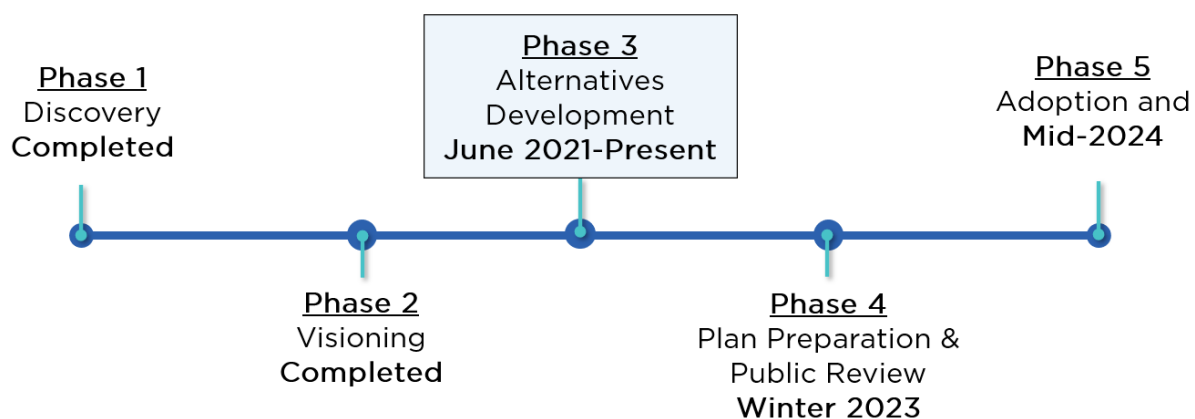 Phase 1
Discovery
Completed
Phase 2
Visioning
Completed
Phase 3
Alternatives
Development
June 2021-Present
Phase 4
Plan Preparation &
Public Review
Winter 2023
Phase 5
Adoption and
Mid-2024